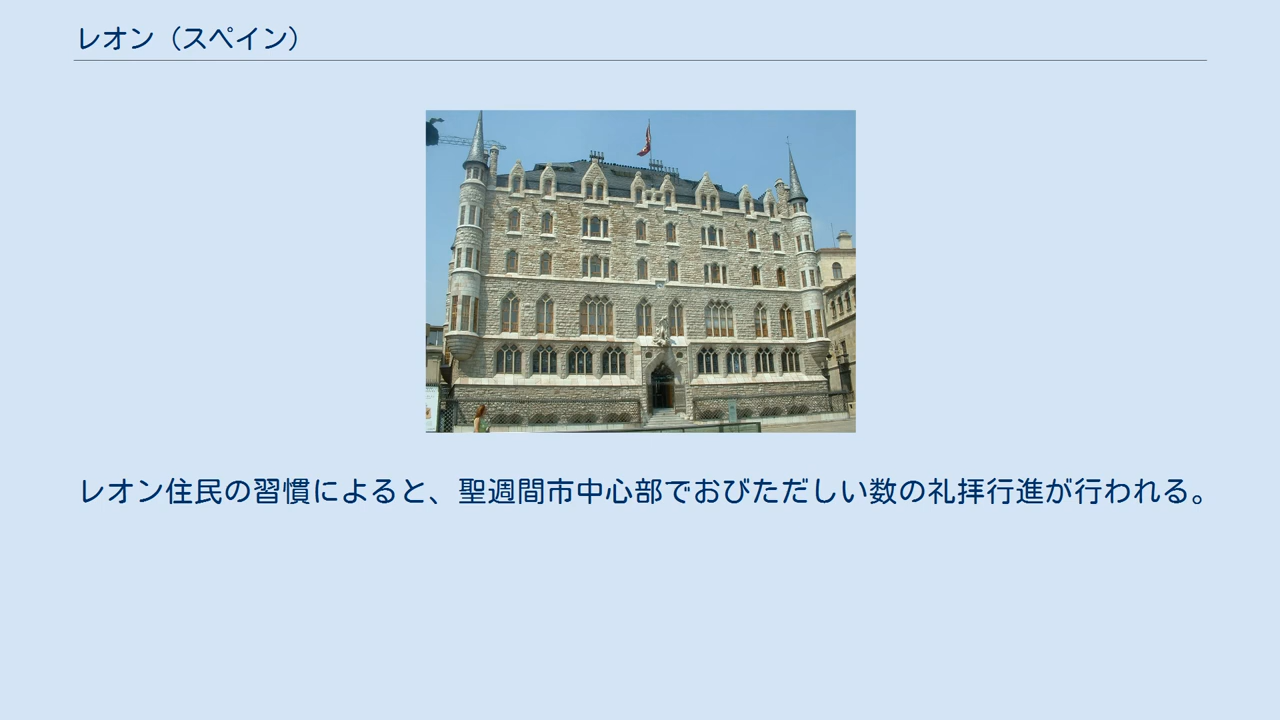 レオン（スペイン）
レオン住民の習慣によると、聖週間市中心部でおびただしい数の礼拝行進が行われる。